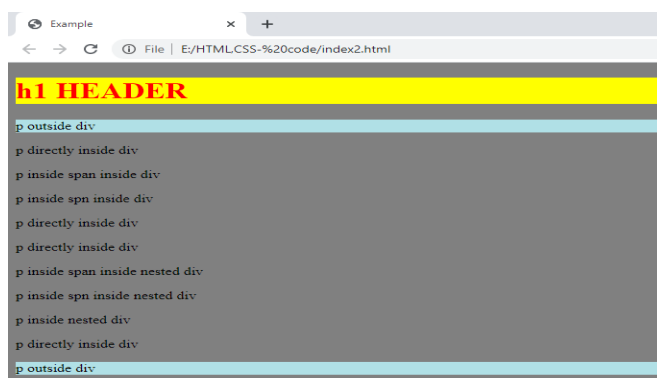 Example
File | E:/HTML,CSS-%20code/index2.html
h1 HEADER
p outside div
p directly inside div
p inside span inside div
p inside spn inside div
p directly inside div
p directly inside div
p inside span inside nested div
p inside spn inside nested div
p inside nested div
p directly inside div
p outside div